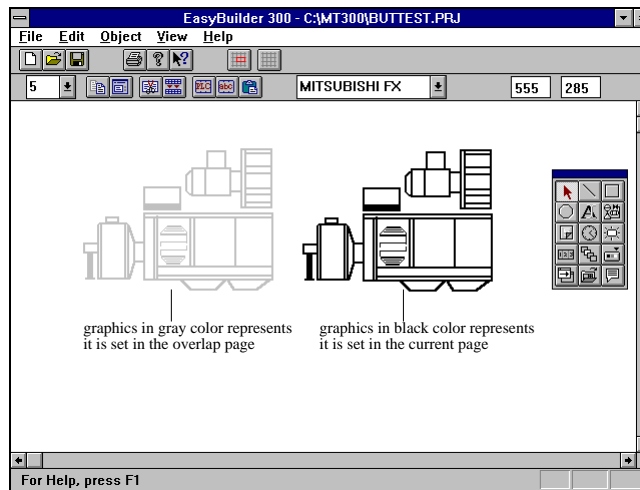 EasyBuilder 300 - C:\MT300\BUTTEST.PRJ
File Edit Object View Help
5 PLC abc MITSUBISHI FX 555 285
graphics in gray color represents
it is set in the overlap page
graphics in black color represents
it is set in the current page
For Help, press F1